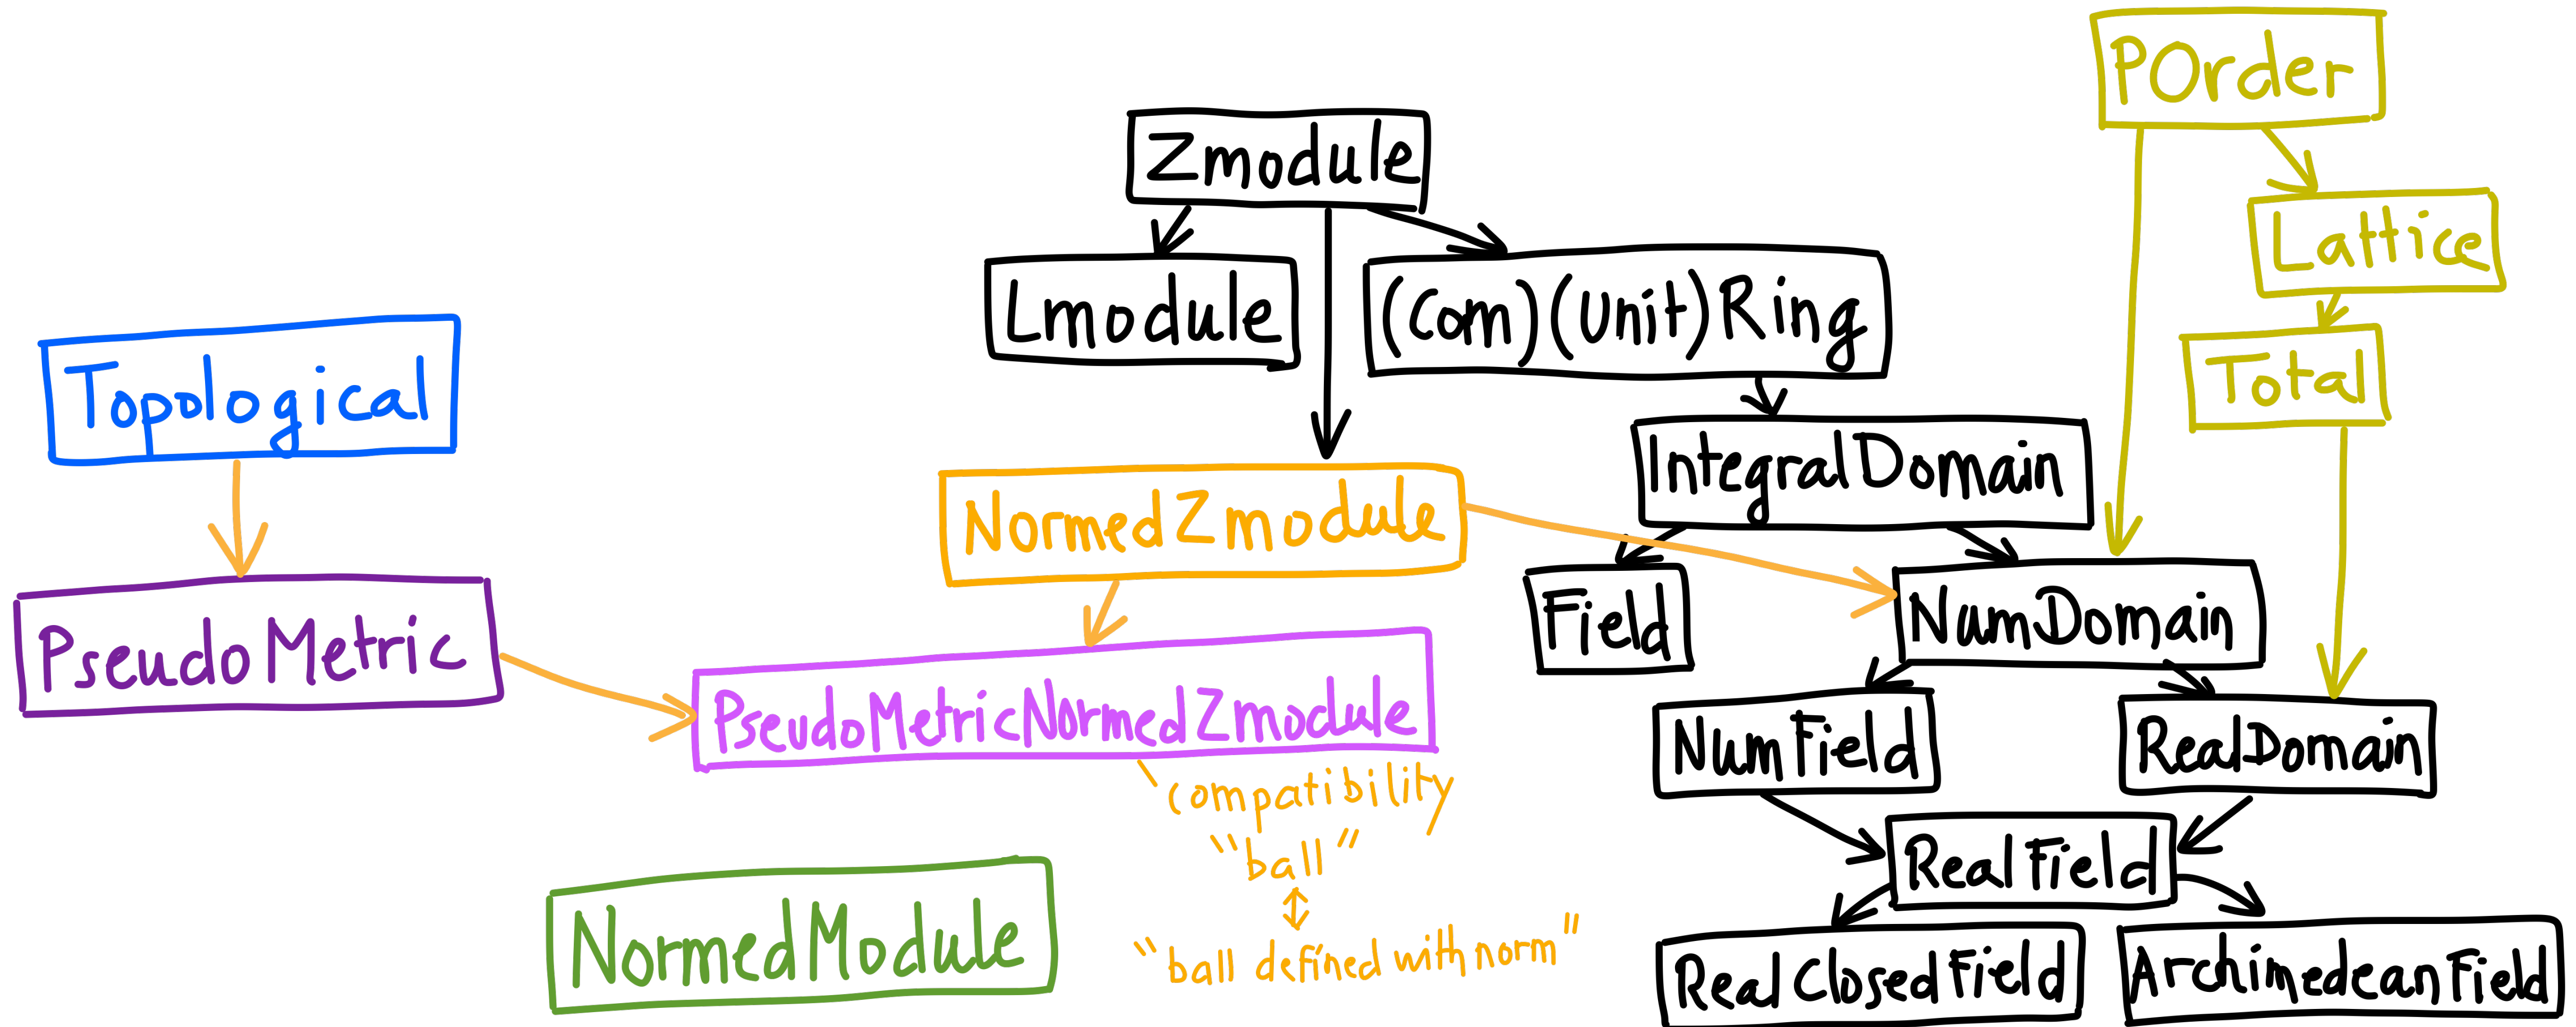 POrder
Zmodule
Lattice
Lmodule
(Com)(Unit)Ring
Topological
Total
IntegralDomain
NormedZmodule
Field
NumDomain
PseudoMetric
PseudoMetricNormedZmodule
NumField
RealDomain
compatibility
"ball"
RealField
"ball defined with norm"
NormedModule
RealClosedField
ArchimedeanField